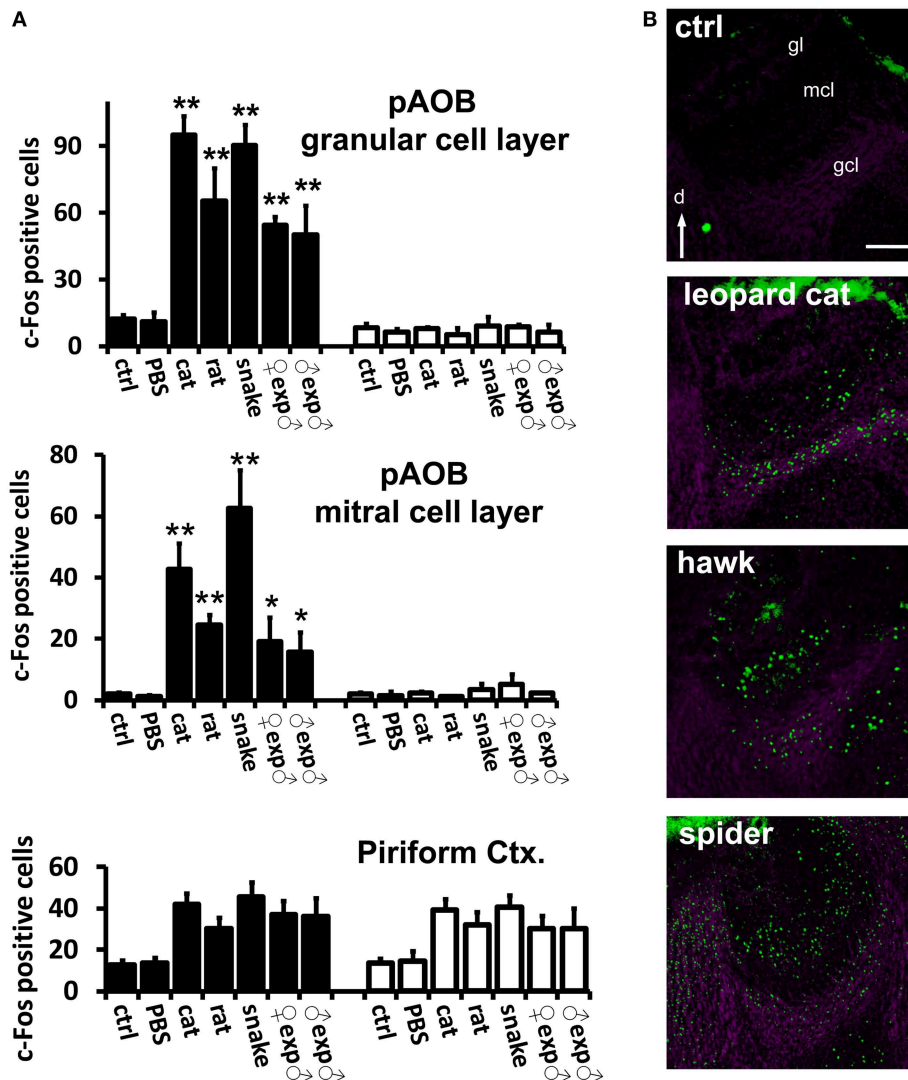 A
pAOB
granular cell layer
c-Fos positive cells
90
60
30
0
** ** ** ** **
ctrl PBS cat rat snake ♀exp♂ ♂exp♂ ctrl PBS cat rat snake ♀exp♂ ♂exp♂
pAOB
mitral cell layer
c-Fos positive cells
80
60
40
20
0
** ** ** * *
ctrl PBS cat rat snake ♀exp♂ ♂exp♂ ctrl PBS cat rat snake ♀exp♂ ♂exp♂
Piriform Ctx.
c-Fos positive cells
60
40
20
0
ctrl PBS cat rat snake ♀exp♂ ♂exp♂ ctrl PBS cat rat snake ♀exp♂ ♂exp♂
B
ctrl
gl
mcl
gcl
d
leopard cat
hawk
spider